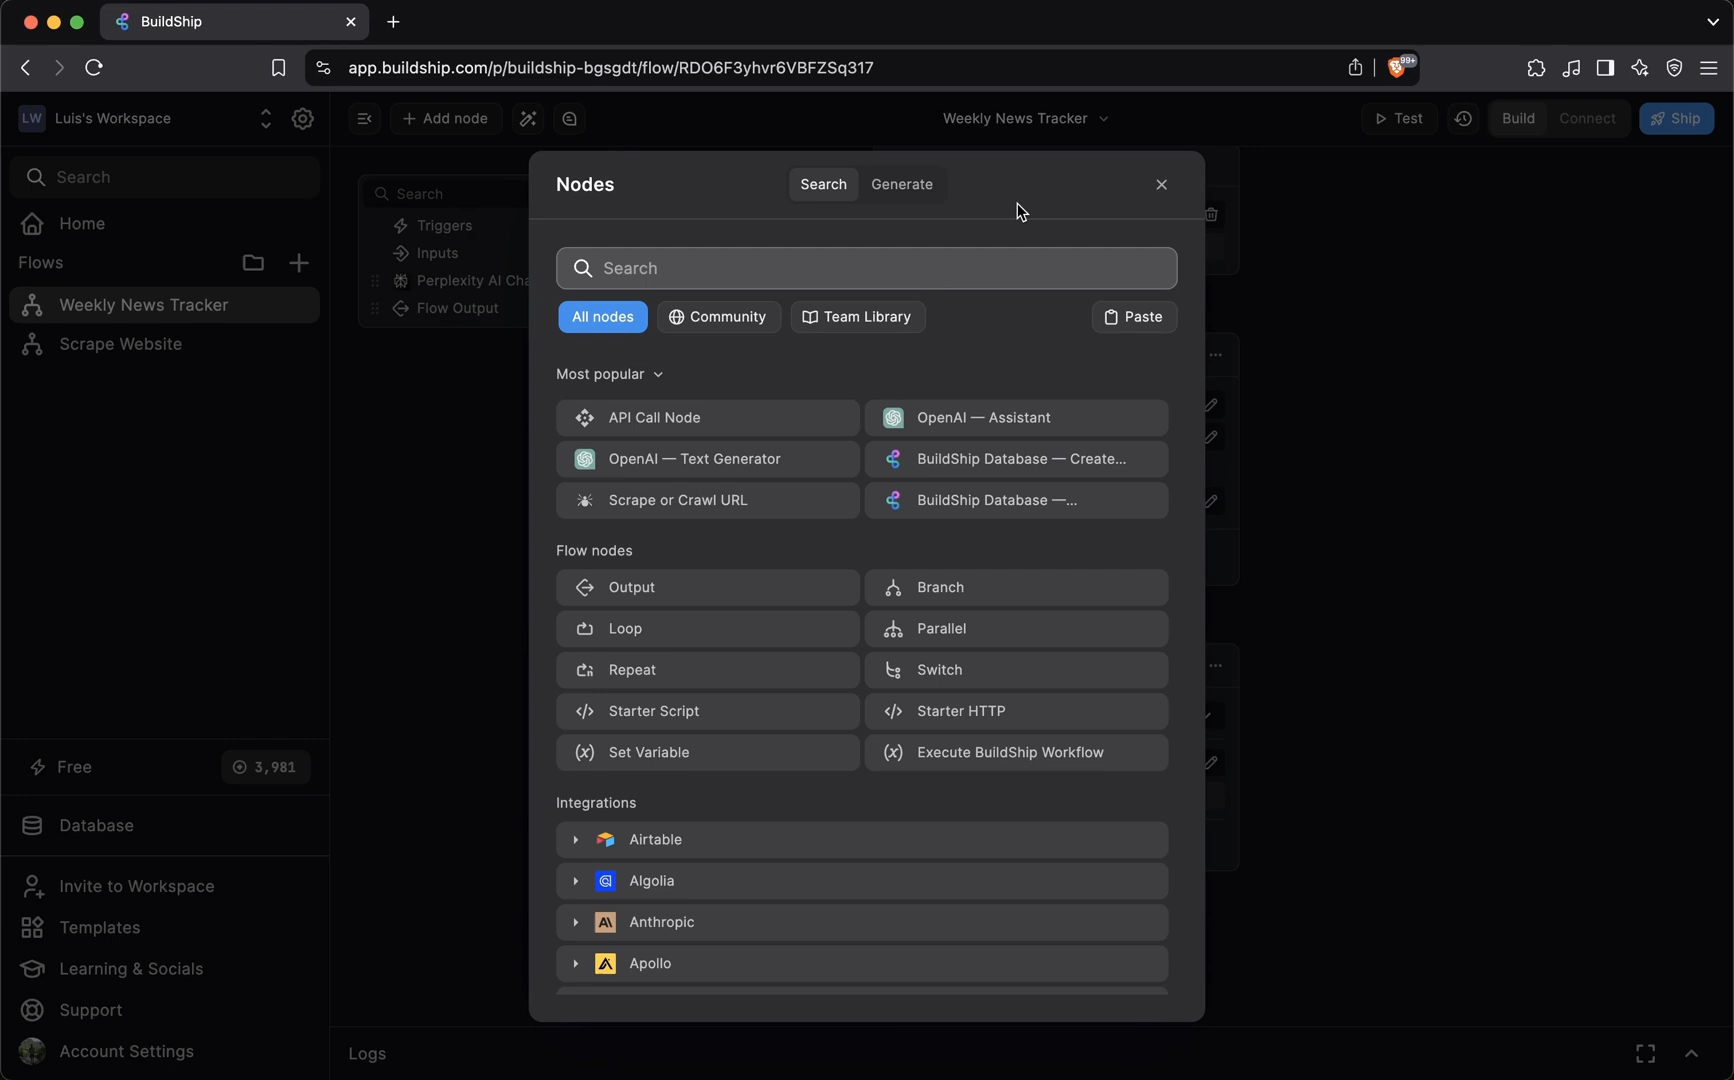 BuildShip
app.buildship.com/p/buildship-bgsgdt/flow/RDO6F3yhvr6VBFZSq317
99+
LW Luis's Workspace
Add node
Weekly News Tracker
Test
Build
Connect
Ship
Search
Home
Flows
Weekly News Tracker
Scrape Website
Free
3,981
Database
Invite to Workspace
Templates
Learning & Socials
Support
Account Settings
Search
Triggers
Inputs
Perplexity AI Cha
Flow Output
Nodes
Search
Generate
Search
All nodes
Community
Team Library
Paste
Most popular
API Call Node
OpenAI — Assistant
OpenAI — Text Generator
BuildShip Database — Create...
Scrape or Crawl URL
BuildShip Database —...
Flow nodes
Output
Branch
Loop
Parallel
Repeat
Switch
Starter Script
Starter HTTP
Set Variable
Execute BuildShip Workflow
Integrations
Airtable
Algolia
Anthropic
Apollo
Logs